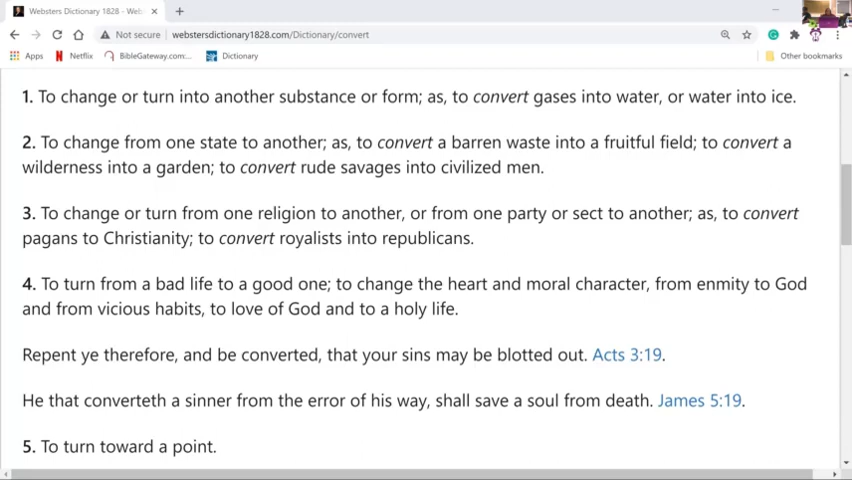 Websters Dictionary 1828 - Web
Not secure webstersdictionary1828.com/Dictionary/convert
Apps Netflix BibleGateway.com:... Dictionary Other bookmarks
1. To change or turn into another substance or form; as, to convert gases into water, or water into ice.
2. To change from one state to another; as, to convert a barren waste into a fruitful field; to convert a
wilderness into a garden; to convert rude savages into civilized men.
3. To change or turn from one religion to another, or from one party or sect to another; as, to convert
pagans to Christianity; to convert royalists into republicans.
4. To turn from a bad life to a good one; to change the heart and moral character, from enmity to God
and from vicious habits, to love of God and to a holy life.
Repent ye therefore, and be converted, that your sins may be blotted out. Acts 3:19.
He that converteth a sinner from the error of his way, shall save a soul from death. James 5:19.
5. To turn toward a point.